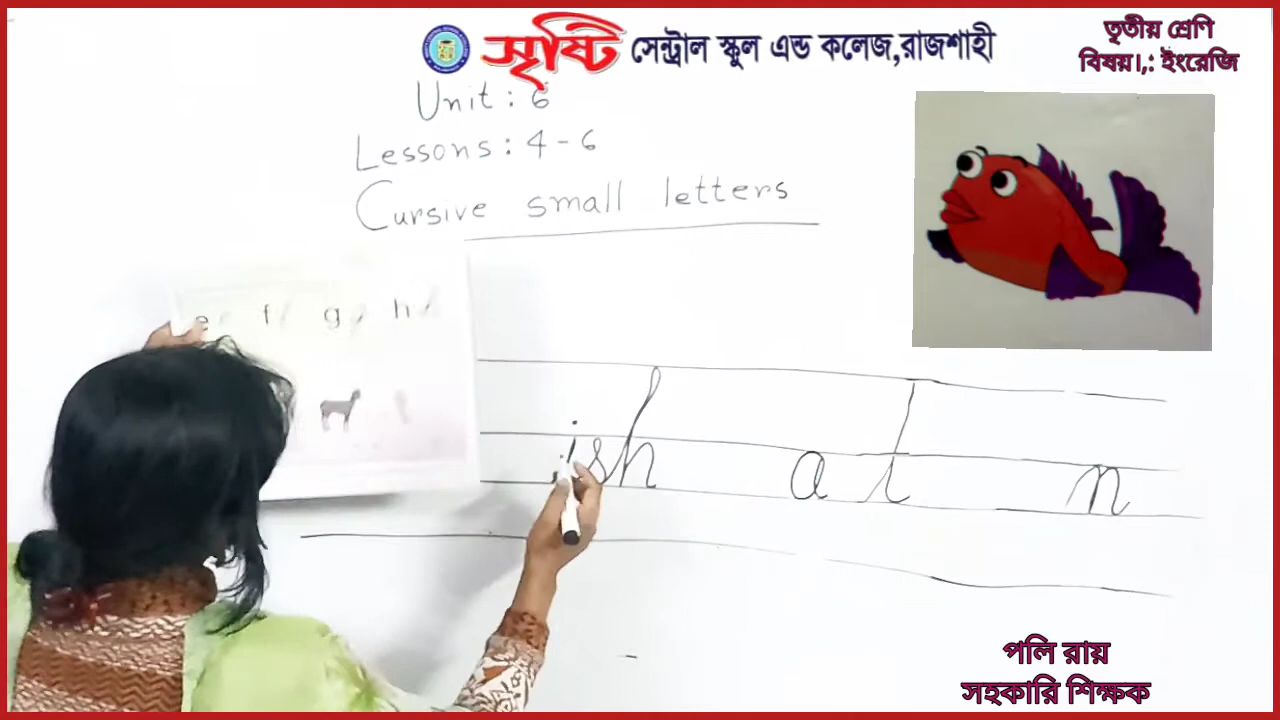 সৃষ্টি সেন্ট্রাল স্কুল এন্ড কলেজ,রাজশাহী
তৃতীয় শ্রেণি
বিষয়।,: ইংরেজি
Unit : 6
Lessons : 4 - 6
Cursive small letters
e f g h
ish at n
পলি রায়
সহকারি শিক্ষক